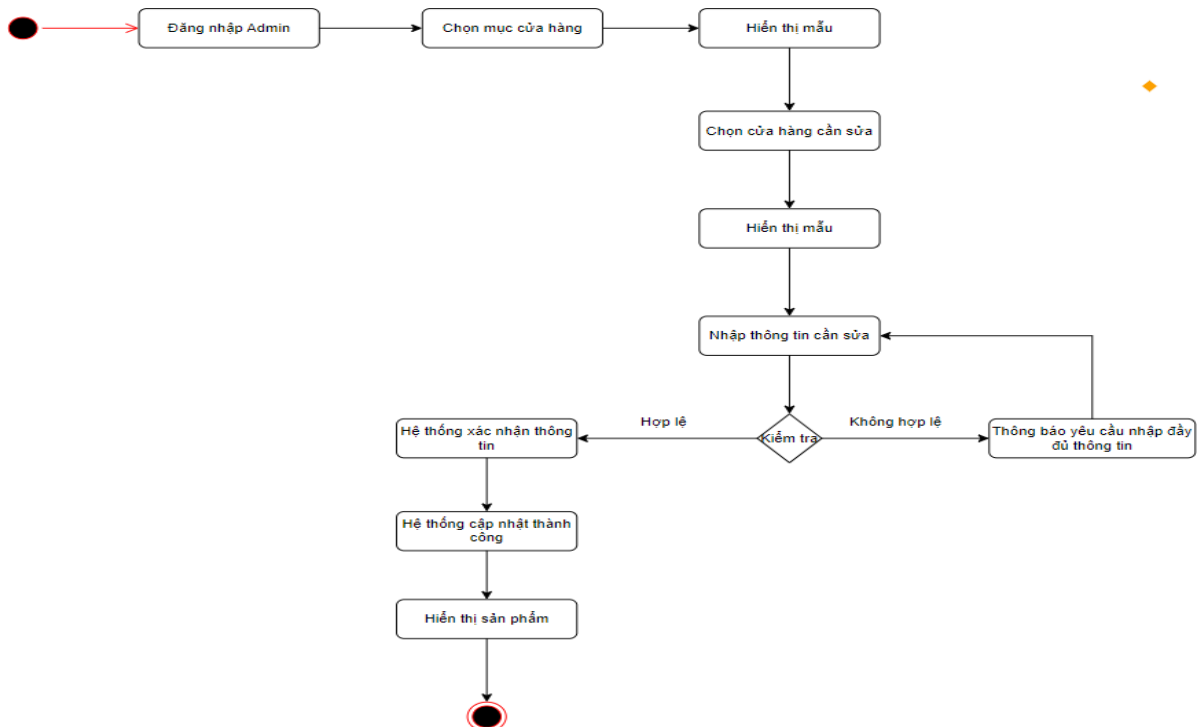 Đăng nhập Admin
Chọn mục cửa hàng
Hiển thị mẫu
Chọn cửa hàng cần sửa
Hiển thị mẫu
Nhập thông tin cần sửa
Hợp lệ
Không hợp lệ
Kiểm tra
Hệ thống xác nhận thông
tin
Thông báo yêu cầu nhập đầy
đủ thông tin
Hệ thống cập nhật thành
công
Hiển thị sản phẩm